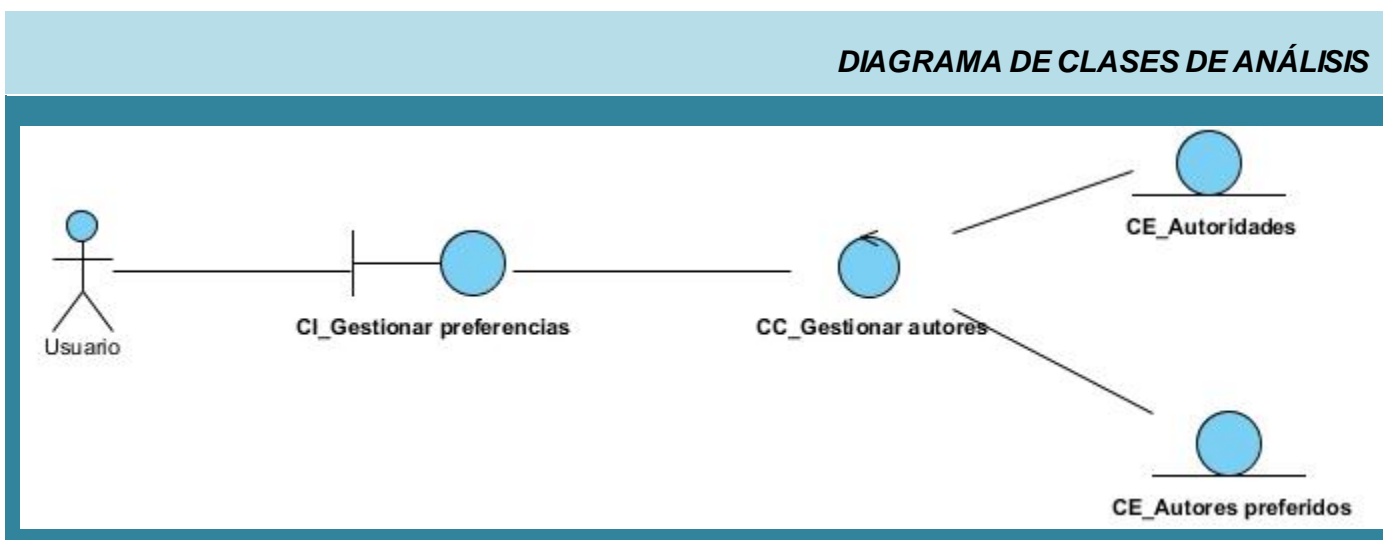 DIAGRAMA DE CLASES DE ANÁLISIS
CE_Autoridades
CI_Gestionar preferencias
CC_Gestionar autores
Usuario
CE_Autores preferidos